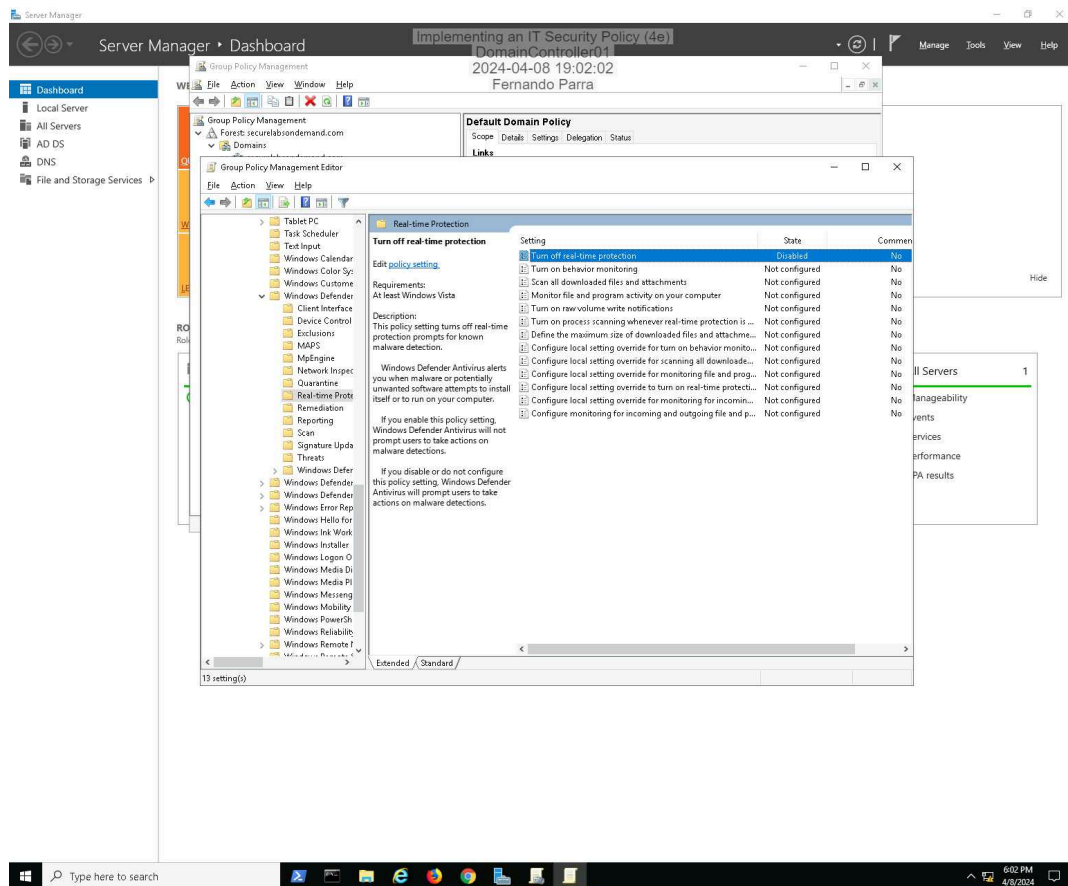 Server Manager
Server Manager • Dashboard
Implementing an IT Security Policy (4e)
DomainController01
2024-04-08 19:02:02
Fernando Parra
Manage Tools View Help
Dashboard
Local Server
All Servers
AD DS
DNS
File and Storage Services
Group Policy Management
File Action View Window Help
Group Policy Management
Forest: securelabsondemand.com
Domains
Default Domain Policy
Scope Details Settings Delegation Status
Links
Hide
Group Policy Management Editor
File Action View Help
Tablet PC
Task Scheduler
Text Input
Windows Calendar
Windows Color Sys
Windows Custome
Windows Defender
Client Interface
Device Control
Exclusions
MAPS
MpEngine
Network Inspec
Quarantine
Real-time Prote
Remediation
Reporting
Scan
Signature Upda
Threats
Windows Defer
Windows Defender
Windows Defender
Windows Error Rep
Windows Hello for
Windows Ink Work
Windows Installer
Windows Logon O
Windows Media Di
Windows Media Pl
Windows Messeng
Windows Mobility
Windows PowerSh
Windows Reliability
Windows Remote
Real-time Protection
Turn off real-time protection
Edit policy setting
Requirements:
At least Windows Vista
Description:
This policy setting turns off real-time
protection prompts for known
malware detection.
Windows Defender Antivirus alerts
you when malware or potentially
unwanted software attempts to install
itself or to run on your computer.
If you enable this policy setting,
Windows Defender Antivirus will not
prompt users to take actions on
malware detections.
If you disable or do not configure
this policy setting, Windows Defender
Antivirus will prompt users to take
actions on malware detections.
Setting State Commen
Turn off real-time protection Disabled No
Turn on behavior monitoring Not configured No
Scan all downloaded files and attachments Not configured No
Monitor file and program activity on your computer Not configured No
Turn on raw volume write notifications Not configured No
Turn on process scanning whenever real-time protection is ... Not configured No
Define the maximum size of downloaded files and attachme... Not configured No
Configure local setting override for turn on behavior monito... Not configured No
Configure local setting override for scanning all downloade... Not configured No
Configure local setting override for monitoring file and prog... Not configured No
Configure local setting override to turn on real-time protecti... Not configured No
Configure local setting override for monitoring for incomin... Not configured No
Configure monitoring for incoming and outgoing file and p... Not configured No
Extended Standard
13 setting(s)
ll Servers 1
Manageability
vents
ervices
erformance
PA results
Type here to search
6:02 PM
4/8/2024